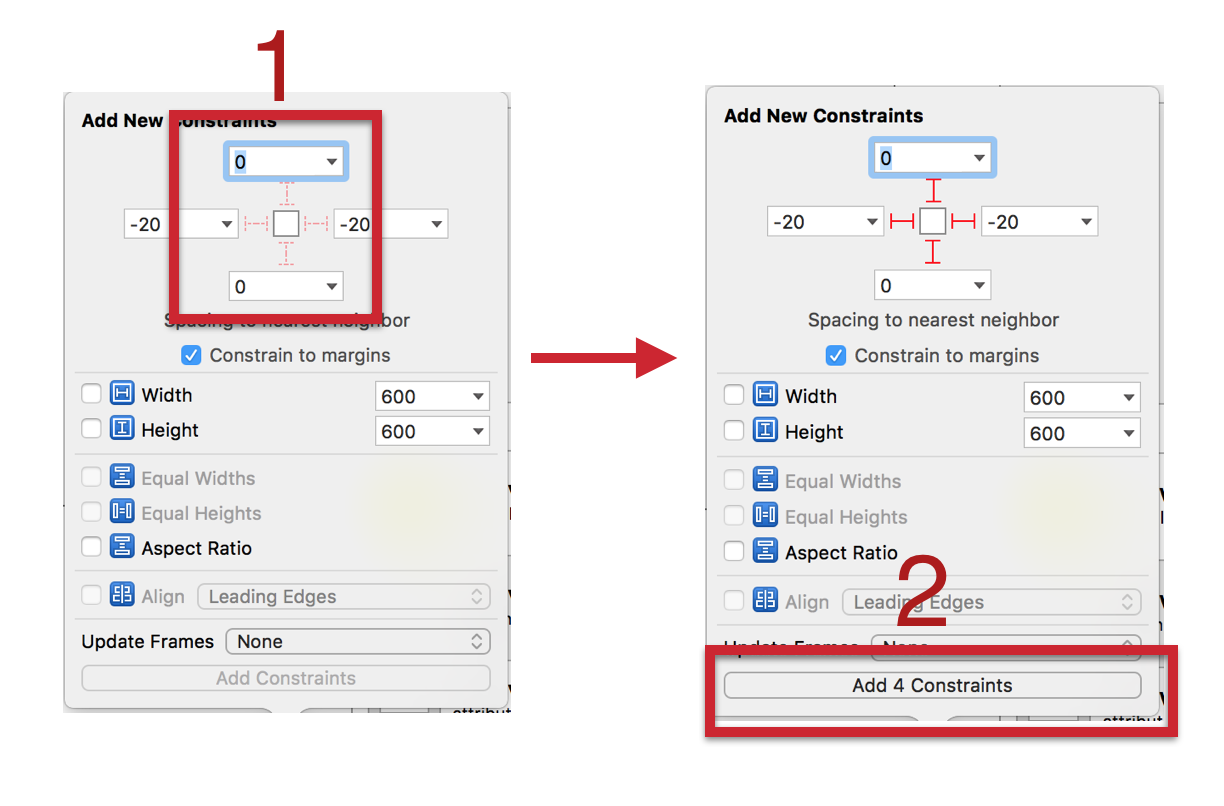 1
Add New Constraints
0
-20 -20
0
Spacing to nearest neighbor
Constrain to margins
Width 600
Height 600
Equal Widths
Equal Heights
Aspect Ratio
Align Leading Edges
Update Frames None
Add Constraints
Add New Constraints
0
-20 -20
0
Spacing to nearest neighbor
Constrain to margins
Width 600
Height 600
Equal Widths
Equal Heights
Aspect Ratio
2
Align Leading Edges
Update Frames None
Add 4 Constraints